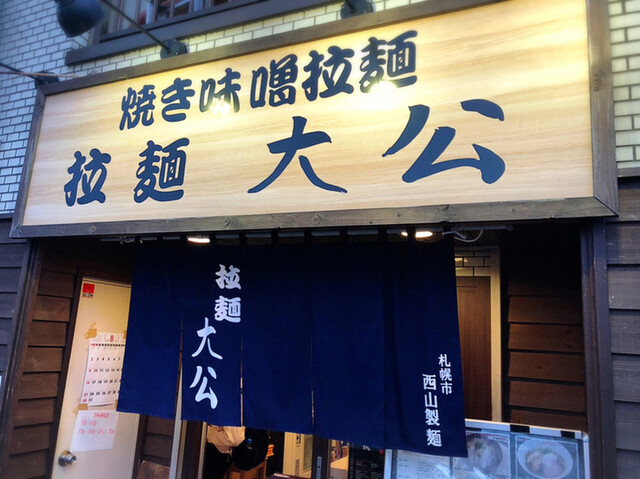 焼き味噌拉麺
拉麺 大公
拉麺
大公
札幌市
西山製麺